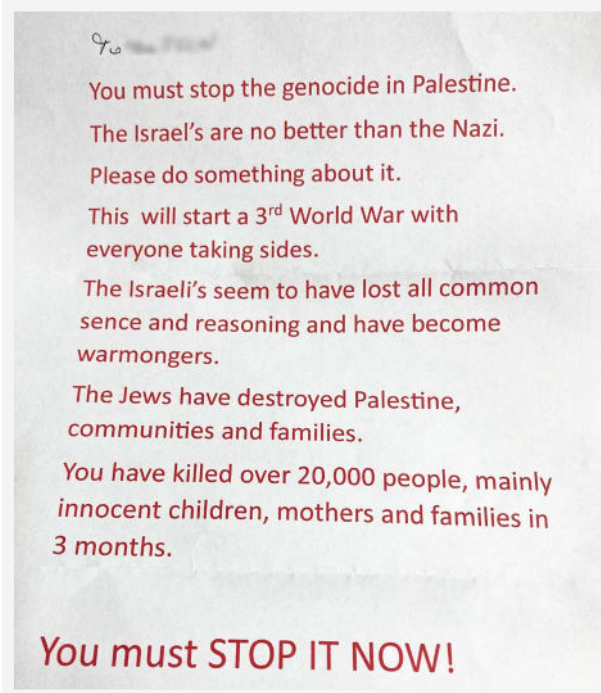 To
You must stop the genocide in Palestine.
The Israel’s are no better than the Nazi.
Please do something about it.
This will start a 3rd World War with
everyone taking sides.
The Israeli’s seem to have lost all common
sence and reasoning and have become
warmongers.
The Jews have destroyed Palestine,
communities and families.
You have killed over 20,000 people, mainly
innocent children, mothers and families in
3 months.
You must STOP IT NOW!